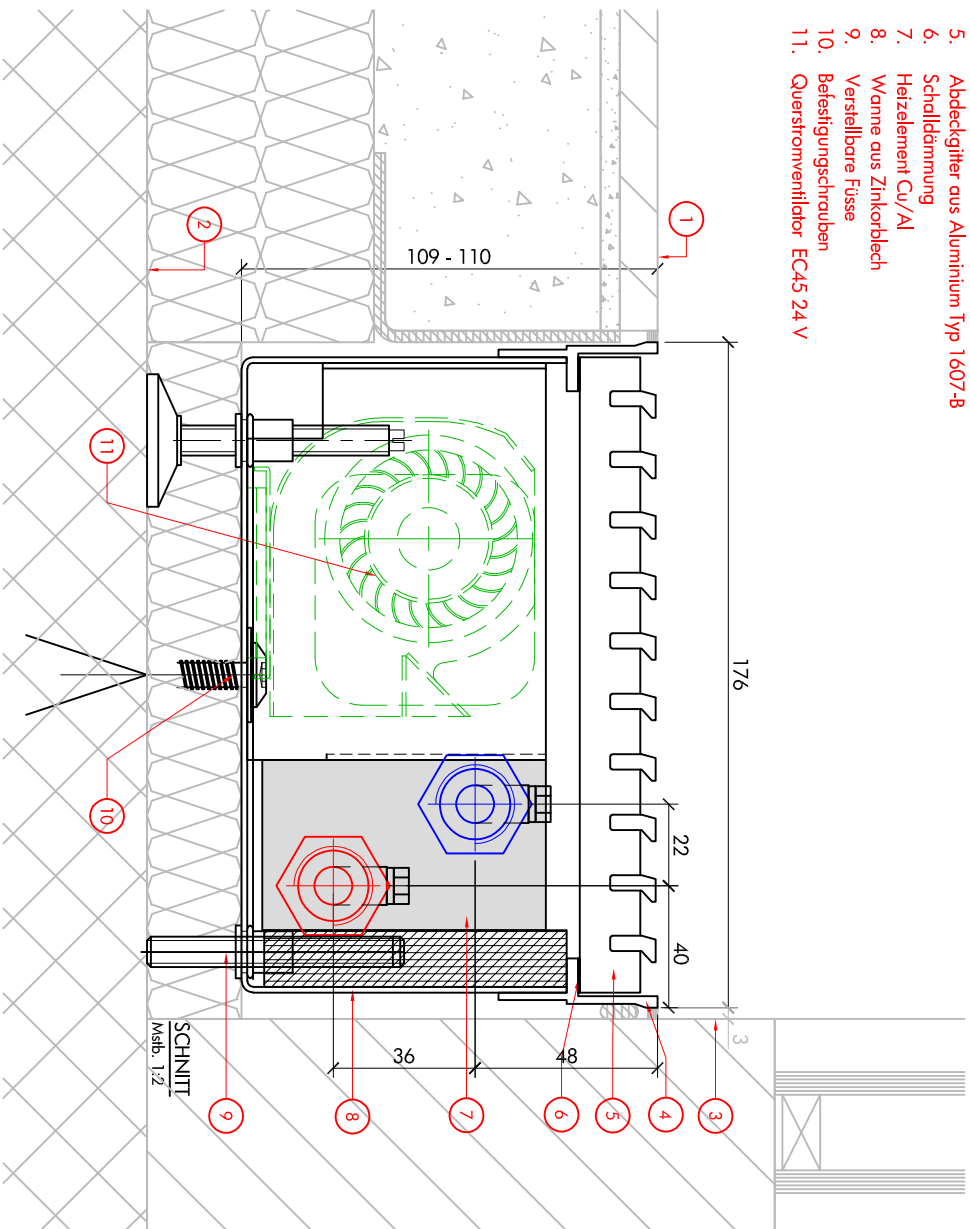 5. Abdeckgitter aus Aluminium Typ 1607-B
6. Schalldämmung
7. Heizelement Cu/Al
8. Wanne aus Zinkorblech
9. Verstellbare Füsse
10. Befestigungschrauben
11. Querstromventilator EC45 24 V
1
2
109 - 110
176
11
10
22
40
3
36
48
SCHNITT
Mstb. 1:2
9
8
7
6
5
4
3